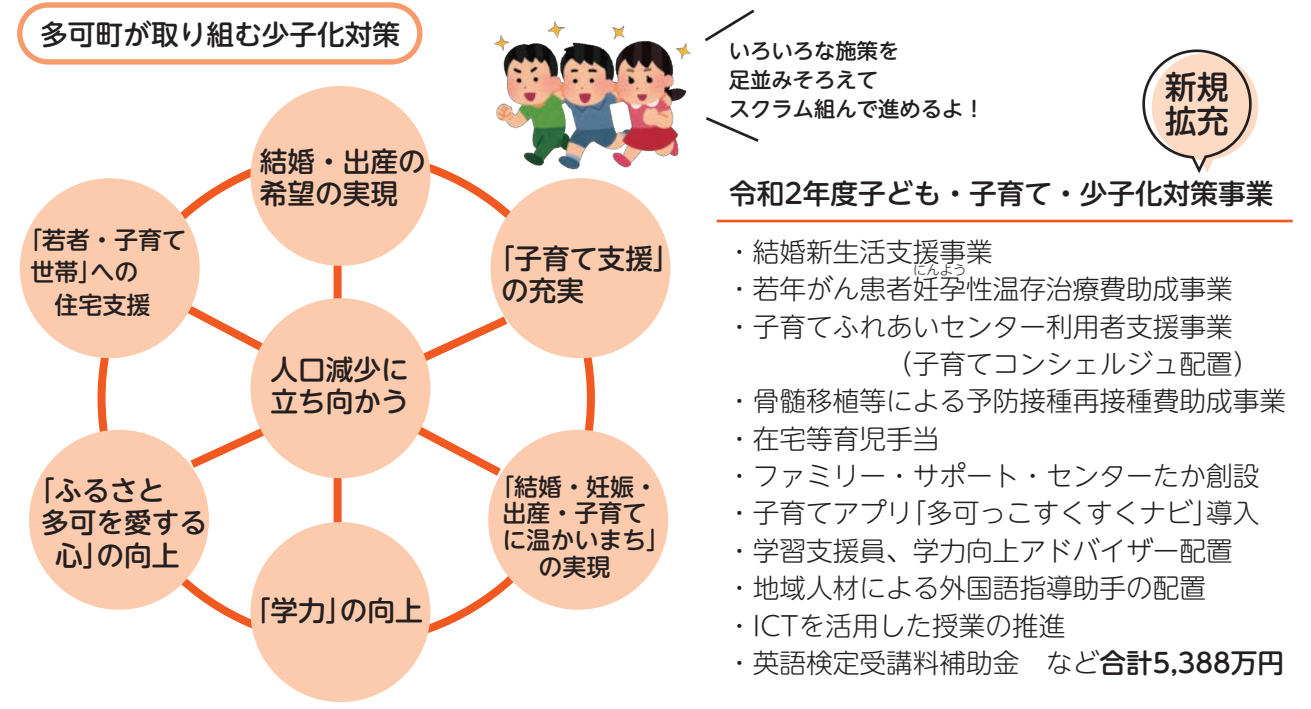 多可町が取り組む少子化対策
いろいろな施策を
足並みそろえて
スクラム組んで進めるよ！
結婚・出産の
希望の実現
「子育て支援」
の充実
「結婚・妊娠・
出産・子育て
に温かいまち」
の実現
「学力」の向上
「ふるさと
多可を愛する
心」の向上
「若者・子育て
世帯」への
住宅支援
人口減少に
立ち向かう
新規
拡充
令和2年度子ども・子育て・少子化対策事業
・結婚新生活支援事業
にんよう
・若年がん患者妊孕性温存治療費助成事業
・子育てふれあいセンター利用者支援事業
（子育てコンシェルジュ配置）
・骨髄移植等による予防接種再接種費助成事業
・在宅等育児手当
・ファミリー・サポート・センターたか創設
・子育てアプリ「多可っこすくすくナビ」導入
・学習支援員、学力向上アドバイザー配置
・地域人材による外国語指導助手の配置
・ICTを活用した授業の推進
・英語検定受講料補助金　など合計5,388万円